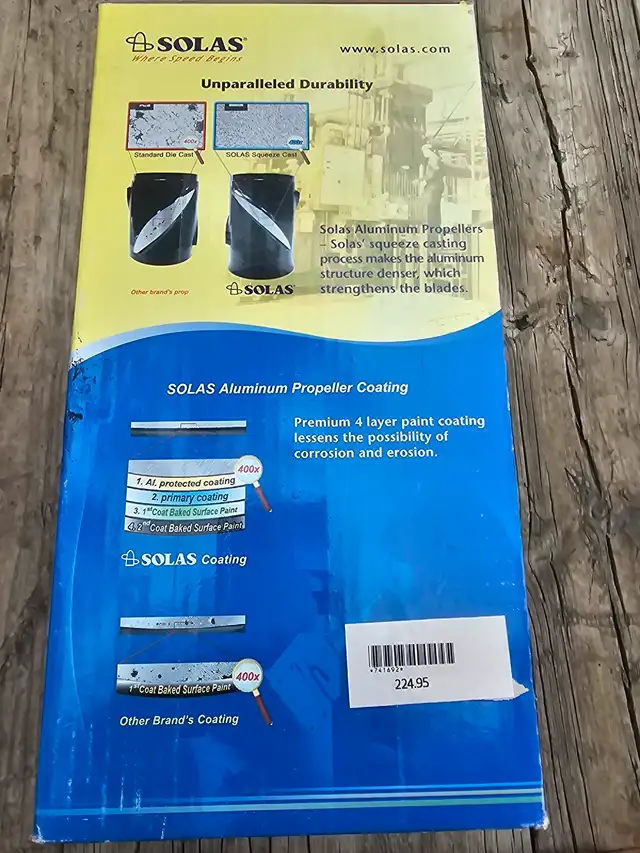 SOLAS®
Where Speed Begins
www.solas.com
Unparalleled Durability
400x
400x
Standard Die Cast
SOLAS Squeeze Cast
Solas Aluminum Propellers
– Solas' squeeze casting
process makes the aluminum
structure denser, which
strengthens the blades.
Other brand's prop
SOLAS®
SOLAS Aluminum Propeller Coating
Premium 4 layer paint coating
lessens the possibility of
corrosion and erosion.
400x
1. Al. protected coating
2. primary coating
3. 1st Coat Baked Surface Paint
4. 2nd Coat Baked Surface Paint
SOLAS Coating
400x
1st Coat Baked Surface Paint
Other Brand's Coating
*741692*
224.95